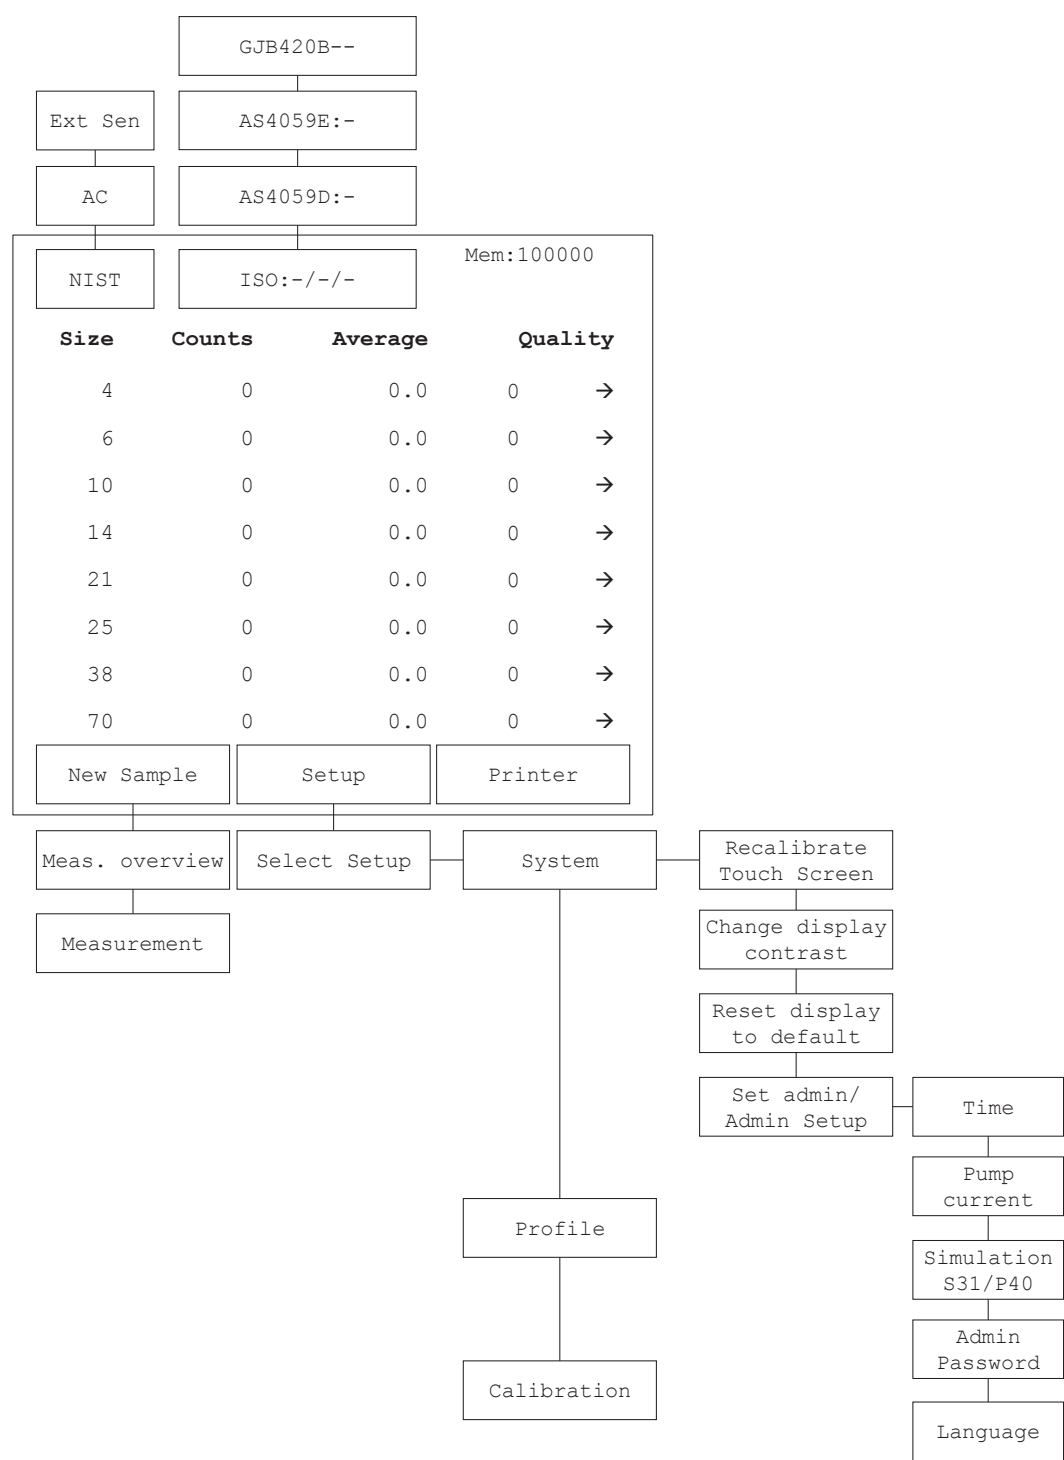 GJB420B--
Ext Sen
AS4059E:-
AC
AS4059D:-
Mem:100000
NIST
ISO:-/-/-
Size Counts Average Quality
4 0 0.0 0 →
6 0 0.0 0 →
10 0 0.0 0 →
14 0 0.0 0 →
21 0 0.0 0 →
25 0 0.0 0 →
38 0 0.0 0 →
70 0 0.0 0 →
New Sample
Setup
Printer
Meas. overview
Select Setup
System
Recalibrate
Touch Screen
Measurement
Change display
contrast
Reset display
to default
Set admin/
Admin Setup
Time
Pump
current
Profile
Simulation
S31/P40
Admin
Password
Calibration
Language